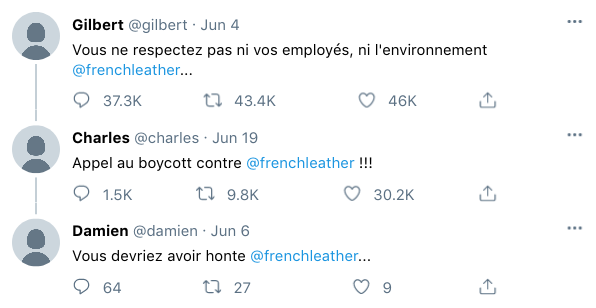 Gilbert @gilbert · Jun 4
Vous ne respectez pas ni vos employés, ni l'environnement
@frenchleather...
37.3K 43.4K 46K
Charles @charles · Jun 19
Appel au boycott contre @frenchleather !!!
1.5K 9.8K 30.2K
Damien @damien · Jun 6
Vous devriez avoir honte @frenchleather...
64 27 9